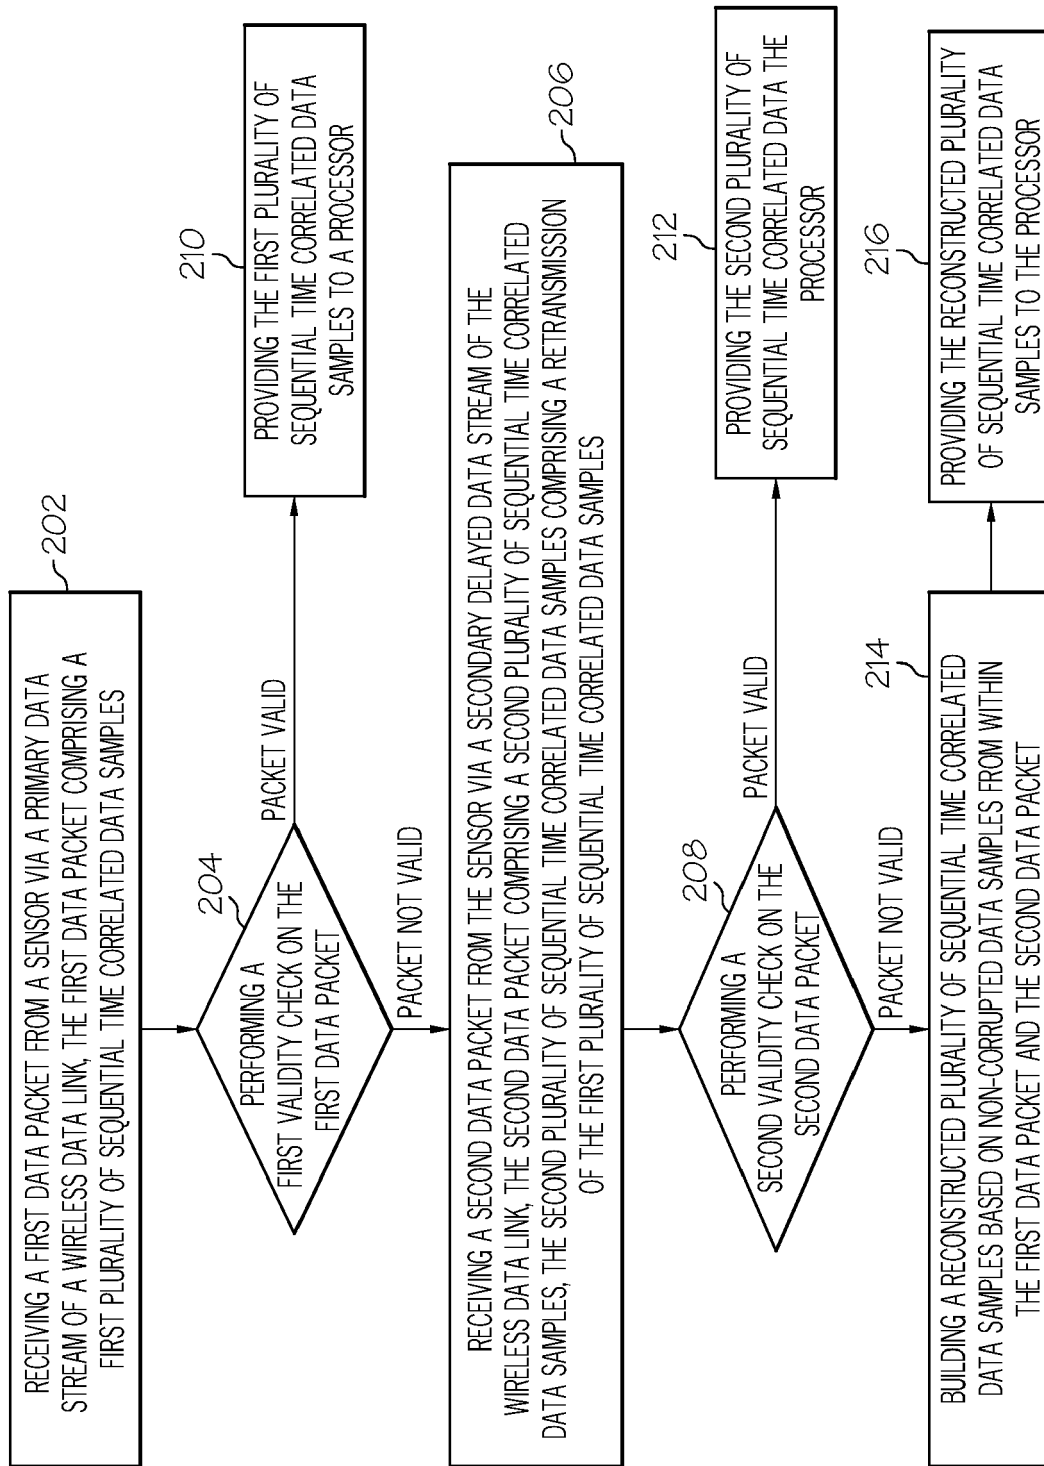 202
RECEIVING A FIRST DATA PACKET FROM A SENSOR VIA A PRIMARY DATA
STREAM OF A WIRELESS DATA LINK, THE FIRST DATA PACKET COMPRISING A
FIRST PLURALITY OF SEQUENTIAL TIME CORRELATED DATA SAMPLES
204
PERFORMING A
FIRST VALIDITY CHECK ON THE
FIRST DATA PACKET
PACKET VALID
210
PROVIDING THE FIRST PLURALITY OF
SEQUENTIAL TIME CORRELATED DATA
SAMPLES TO A PROCESSOR
PACKET NOT VALID
206
RECEIVING A SECOND DATA PACKET FROM THE SENSOR VIA A SECONDARY DELAYED DATA STREAM OF THE
WIRELESS DATA LINK, THE SECOND DATA PACKET COMPRISING A SECOND PLURALITY OF SEQUENTIAL TIME CORRELATED
DATA SAMPLES, THE SECOND PLURALITY OF SEQUENTIAL TIME CORRELATED DATA SAMPLES COMPRISING A RETRANSMISSION
OF THE FIRST PLURALITY OF SEQUENTIAL TIME CORRELATED DATA SAMPLES
208
PERFORMING A
SECOND VALIDITY CHECK ON THE
SECOND DATA PACKET
PACKET VALID
212
PROVIDING THE SECOND PLURALITY OF
SEQUENTIAL TIME CORRELATED DATA THE
PROCESSOR
PACKET NOT VALID
214
BUILDING A RECONSTRUCTED PLURALITY OF SEQUENTIAL TIME CORRELATED
DATA SAMPLES BASED ON NON-CORRUPTED DATA SAMPLES FROM WITHIN
THE FIRST DATA PACKET AND THE SECOND DATA PACKET
216
PROVIDING THE RECONSTRUCTED PLURALITY
OF SEQUENTIAL TIME CORRELATED DATA
SAMPLES TO THE PROCESSOR